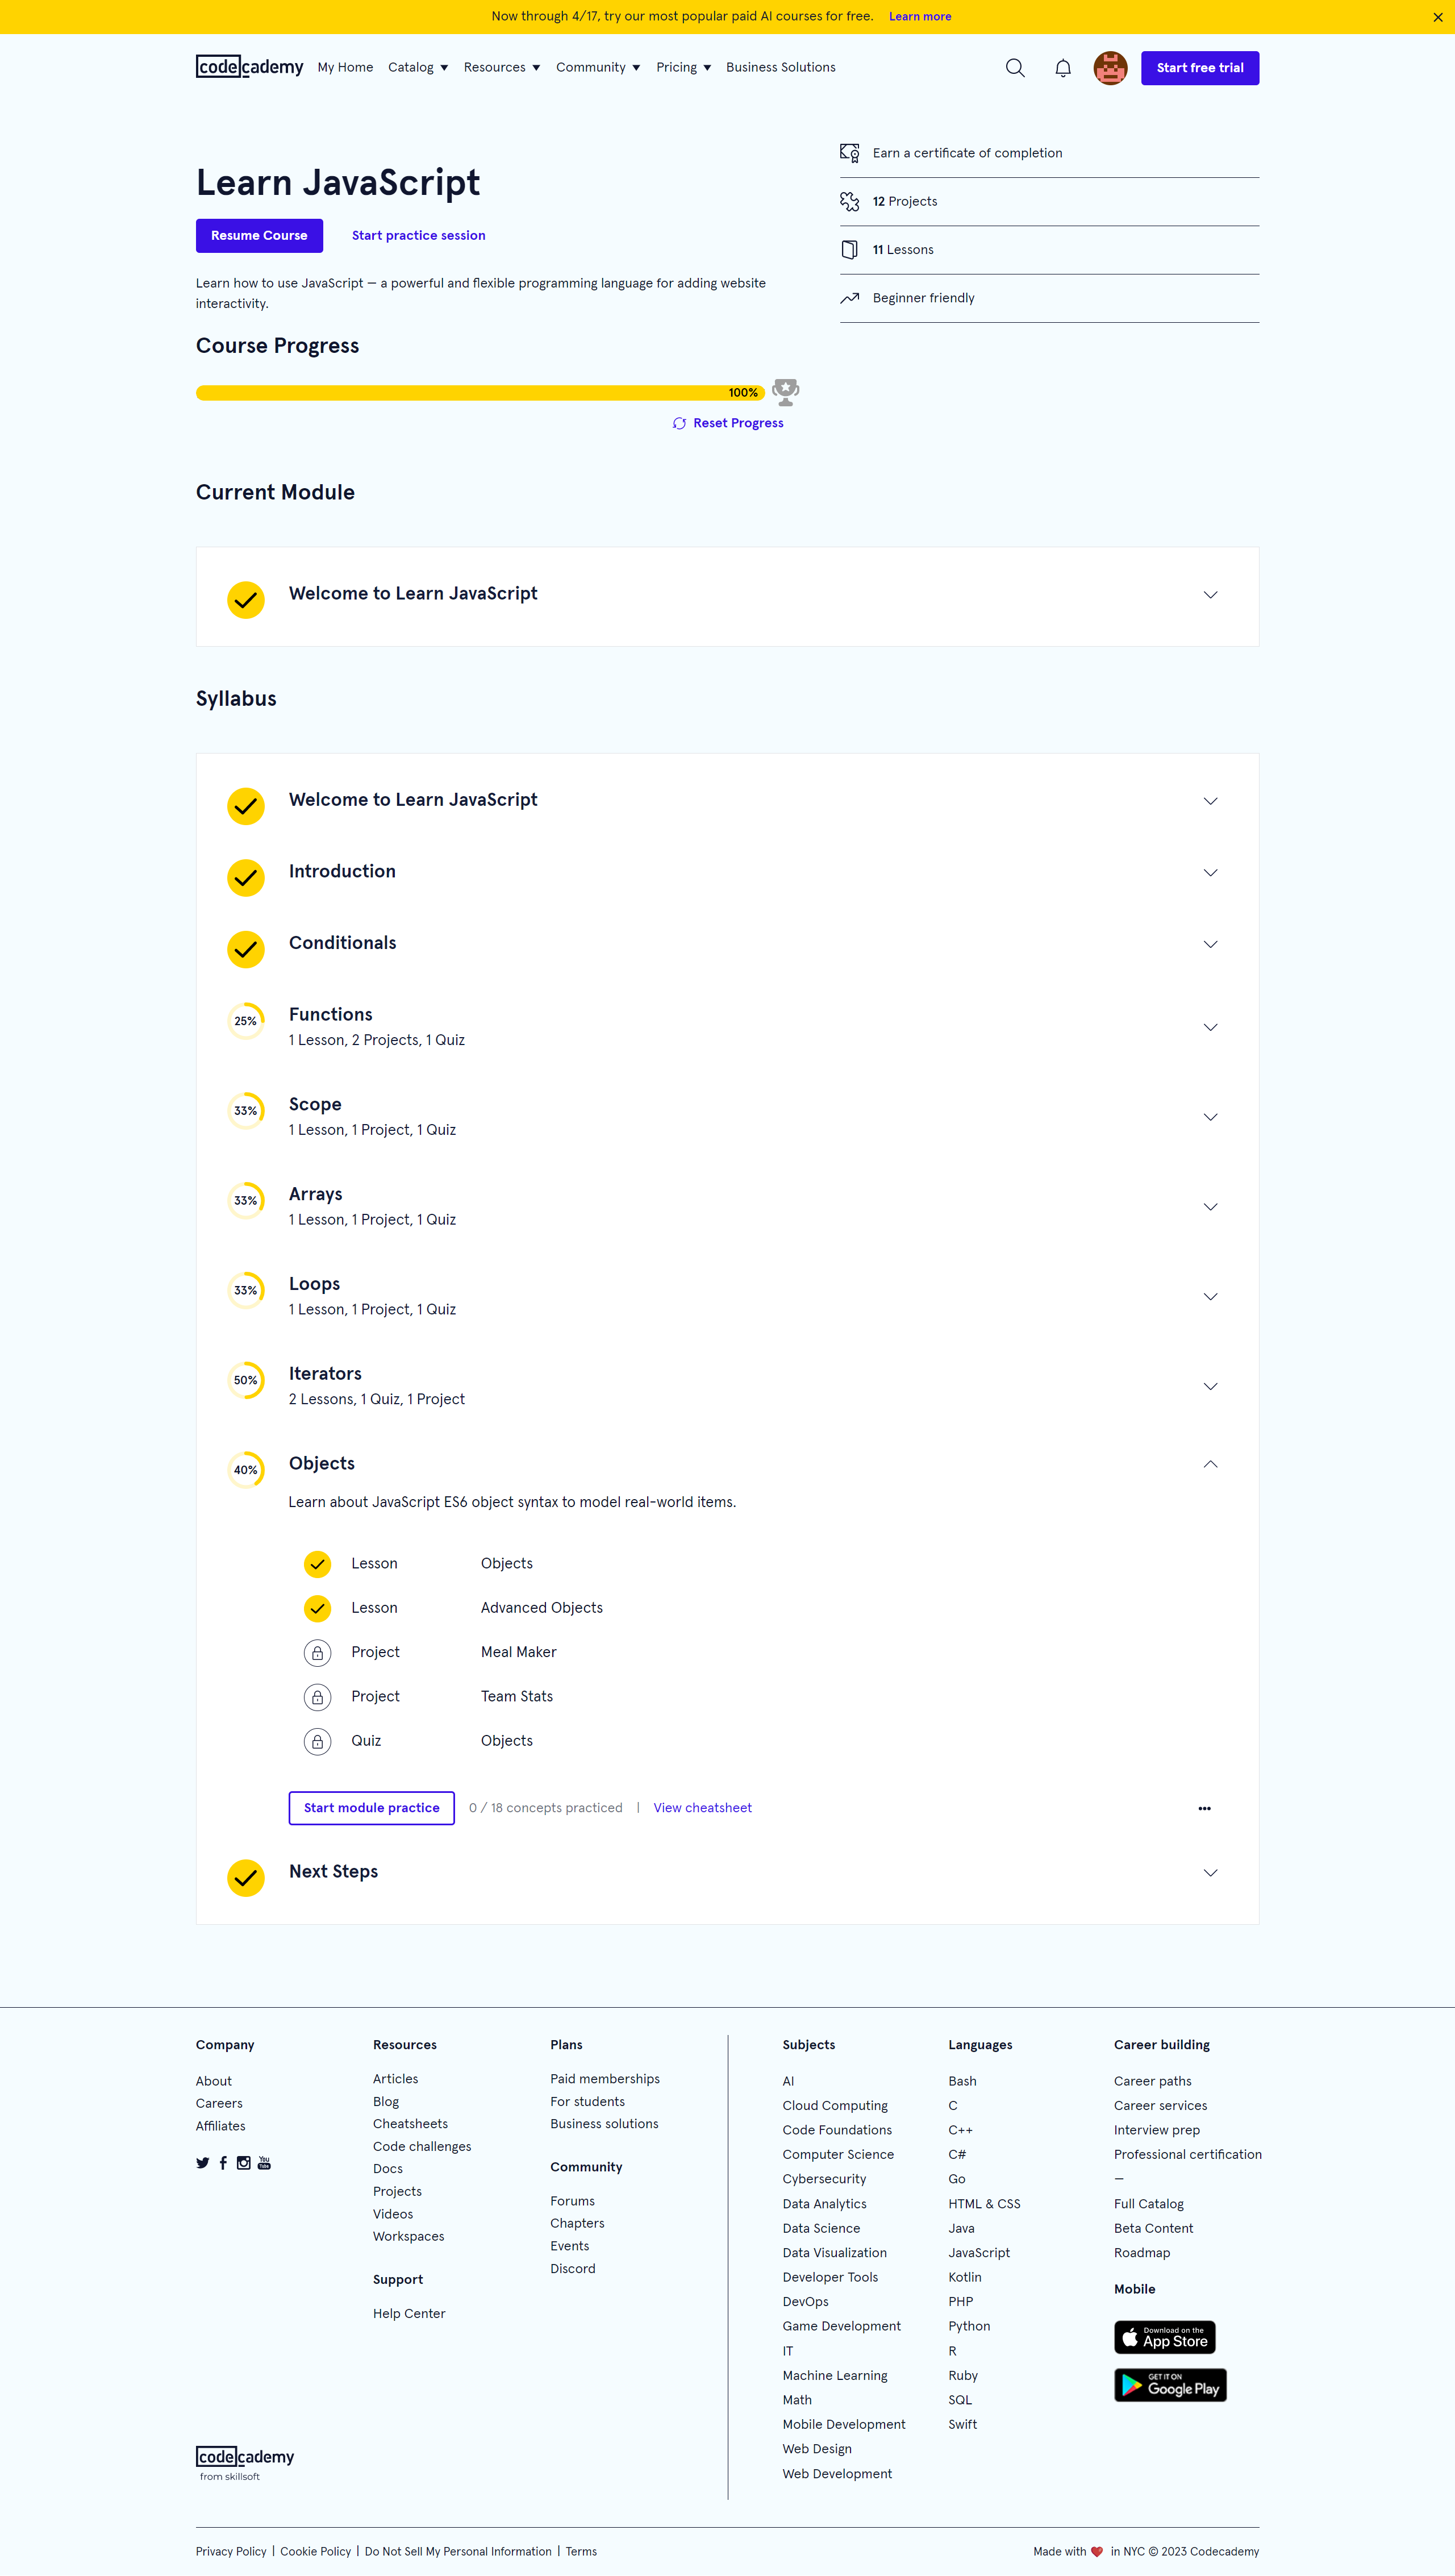 Now through 4/17, try our most popular paid AI courses for free. Learn more
codecademy My Home Catalog Resources Community Pricing Business Solutions Start free trial
Learn JavaScript
Resume Course Start practice session
Learn how to use JavaScript — a powerful and flexible programming language for adding website
interactivity.
Earn a certificate of completion
12 Projects
11 Lessons
Beginner friendly
Course Progress
100%
Reset Progress
Current Module
Welcome to Learn JavaScript
Syllabus
Welcome to Learn JavaScript
Introduction
Conditionals
25% Functions
1 Lesson, 2 Projects, 1 Quiz
33% Scope
1 Lesson, 1 Project, 1 Quiz
33% Arrays
1 Lesson, 1 Project, 1 Quiz
33% Loops
1 Lesson, 1 Project, 1 Quiz
50% Iterators
2 Lessons, 1 Quiz, 1 Project
40% Objects
Learn about JavaScript ES6 object syntax to model real-world items.
Lesson Objects
Lesson Advanced Objects
Project Meal Maker
Project Team Stats
Quiz Objects
Start module practice 0 / 18 concepts practiced | View cheatsheet
Next Steps
Company
About
Careers
Affiliates
You
Tube
Resources
Articles
Blog
Cheatsheets
Code challenges
Docs
Projects
Videos
Workspaces
Support
Help Center
Plans
Paid memberships
For students
Business solutions
Community
Forums
Chapters
Events
Discord
Subjects
AI
Cloud Computing
Code Foundations
Computer Science
Cybersecurity
Data Analytics
Data Science
Data Visualization
Developer Tools
DevOps
Game Development
IT
Machine Learning
Math
Mobile Development
Web Design
Web Development
Languages
Bash
C
C++
C#
Go
HTML & CSS
Java
JavaScript
Kotlin
PHP
Python
R
Ruby
SQL
Swift
Career building
Career paths
Career services
Interview prep
Professional certification
—
Full Catalog
Beta Content
Roadmap
Mobile
Download on the
App Store
GET IT ON
Google Play
codecademy
from skillsoft
Privacy Policy | Cookie Policy | Do Not Sell My Personal Information | Terms
Made with ❤️ in NYC © 2023 Codecademy